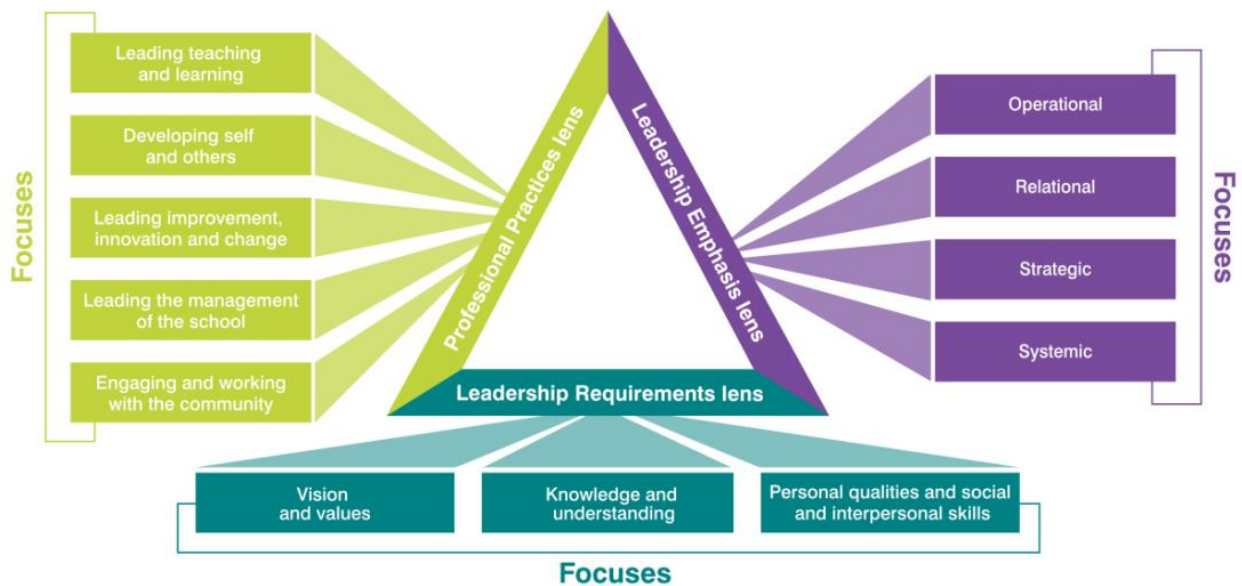 Focuses
Leading teaching
and learning
Developing self
and others
Leading improvement,
innovation and change
Leading the management
of the school
Engaging and working
with the community
Professional Practices lens
Leadership Emphasis lens
Leadership Requirements lens
Operational
Relational
Strategic
Systemic
Focuses
Vision
and values
Knowledge and
understanding
Personal qualities and social
and interpersonal skills
Focuses